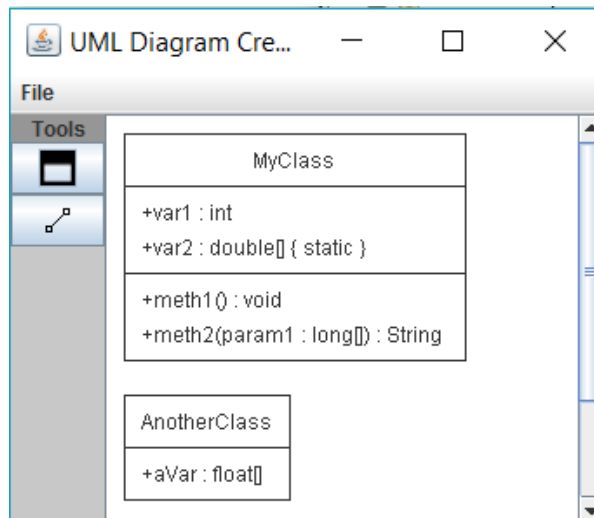 UML Diagram Cre...
File
Tools
MyClass
+var1 : int
+var2 : double[] { static }
+meth1() : void
+meth2(param1 : long[]) : String
AnotherClass
+aVar : float[]